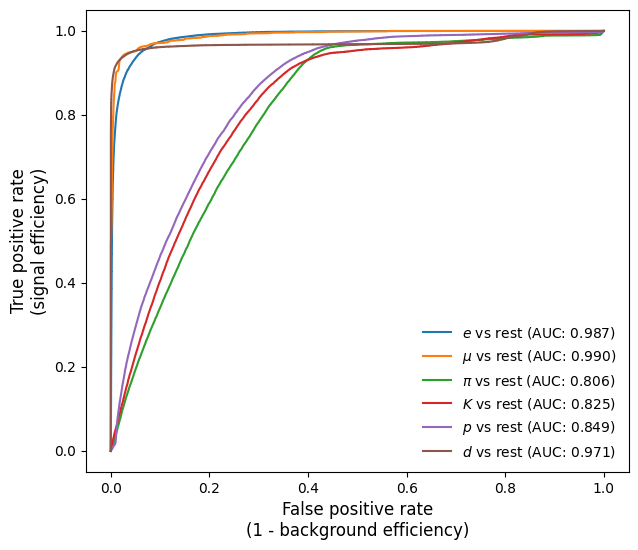 1.0
0.8
0.6
0.4
0.2
0.0
True positive rate
(signal efficiency)
e vs rest (AUC: 0.987)
μ vs rest (AUC: 0.990)
π vs rest (AUC: 0.806)
K vs rest (AUC: 0.825)
p vs rest (AUC: 0.849)
d vs rest (AUC: 0.971)
0.0 0.2 0.4 0.6 0.8 1.0
False positive rate
(1 - background efficiency)